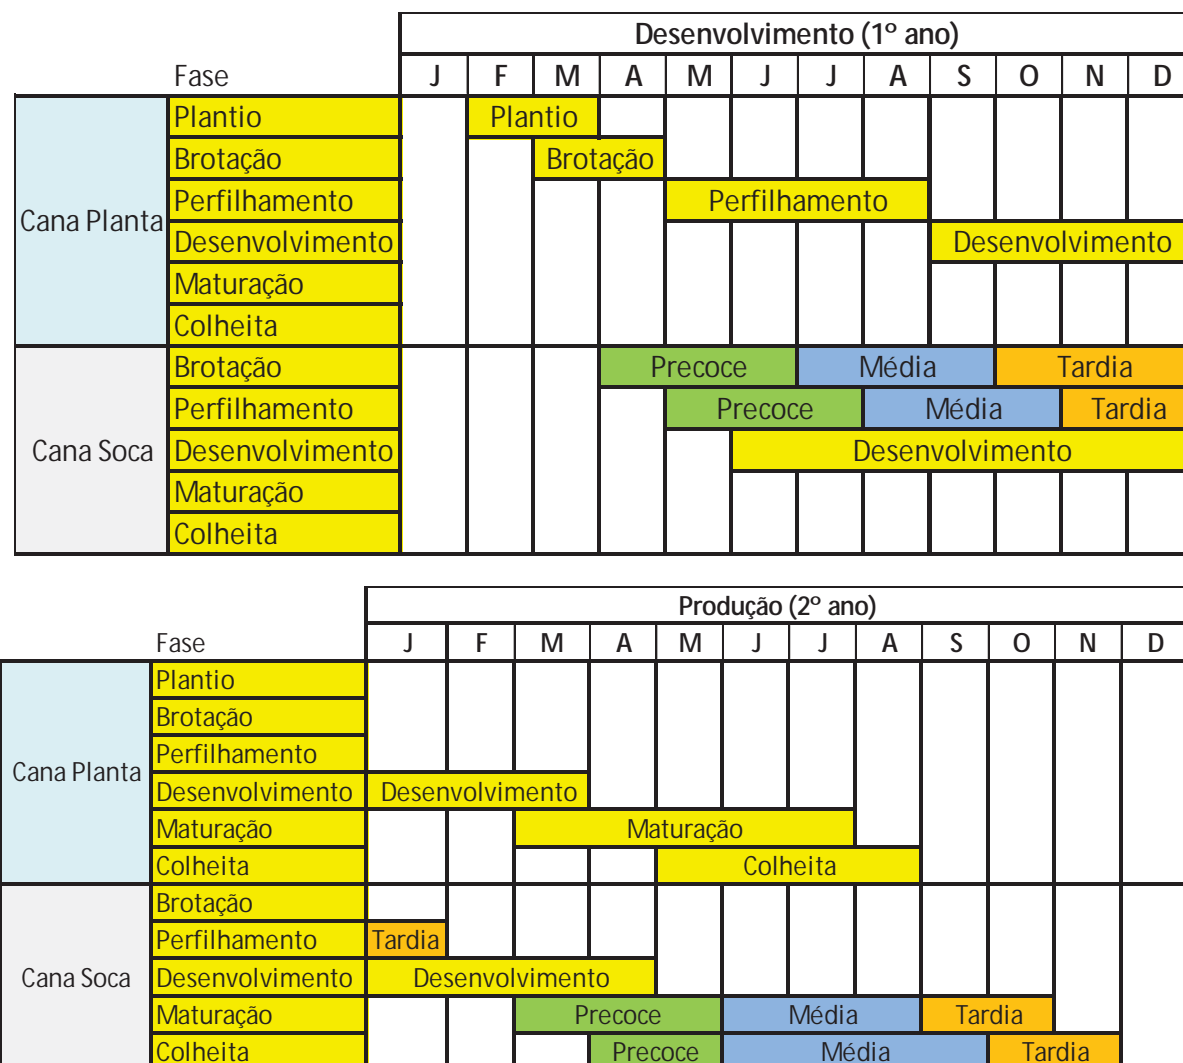 Desenvolvimento (1º ano)
Fase J F M A M J J A S O N D
Plantio Plantio
Brotação Brotação
Perfilhamento Perfilhamento
Cana Planta
Desenvolvimento Desenvolvimento
Maturação
Colheita
Brotação Precoce Média Tardia
Perfilhamento Precoce Média Tardia
Cana Soca Desenvolvimento Desenvolvimento
Maturação
Colheita
Produção (2º ano)
Fase J F M A M J J A S O N D
Plantio
Brotação
Perfilhamento
Cana Planta
Desenvolvimento Desenvolvimento
Maturação Maturação
Colheita Colheita
Brotação
Perfilhamento Tardia
Cana Soca Desenvolvimento Desenvolvimento
Maturação Precoce Média Tardia
Colheita Precoce Média Tardia